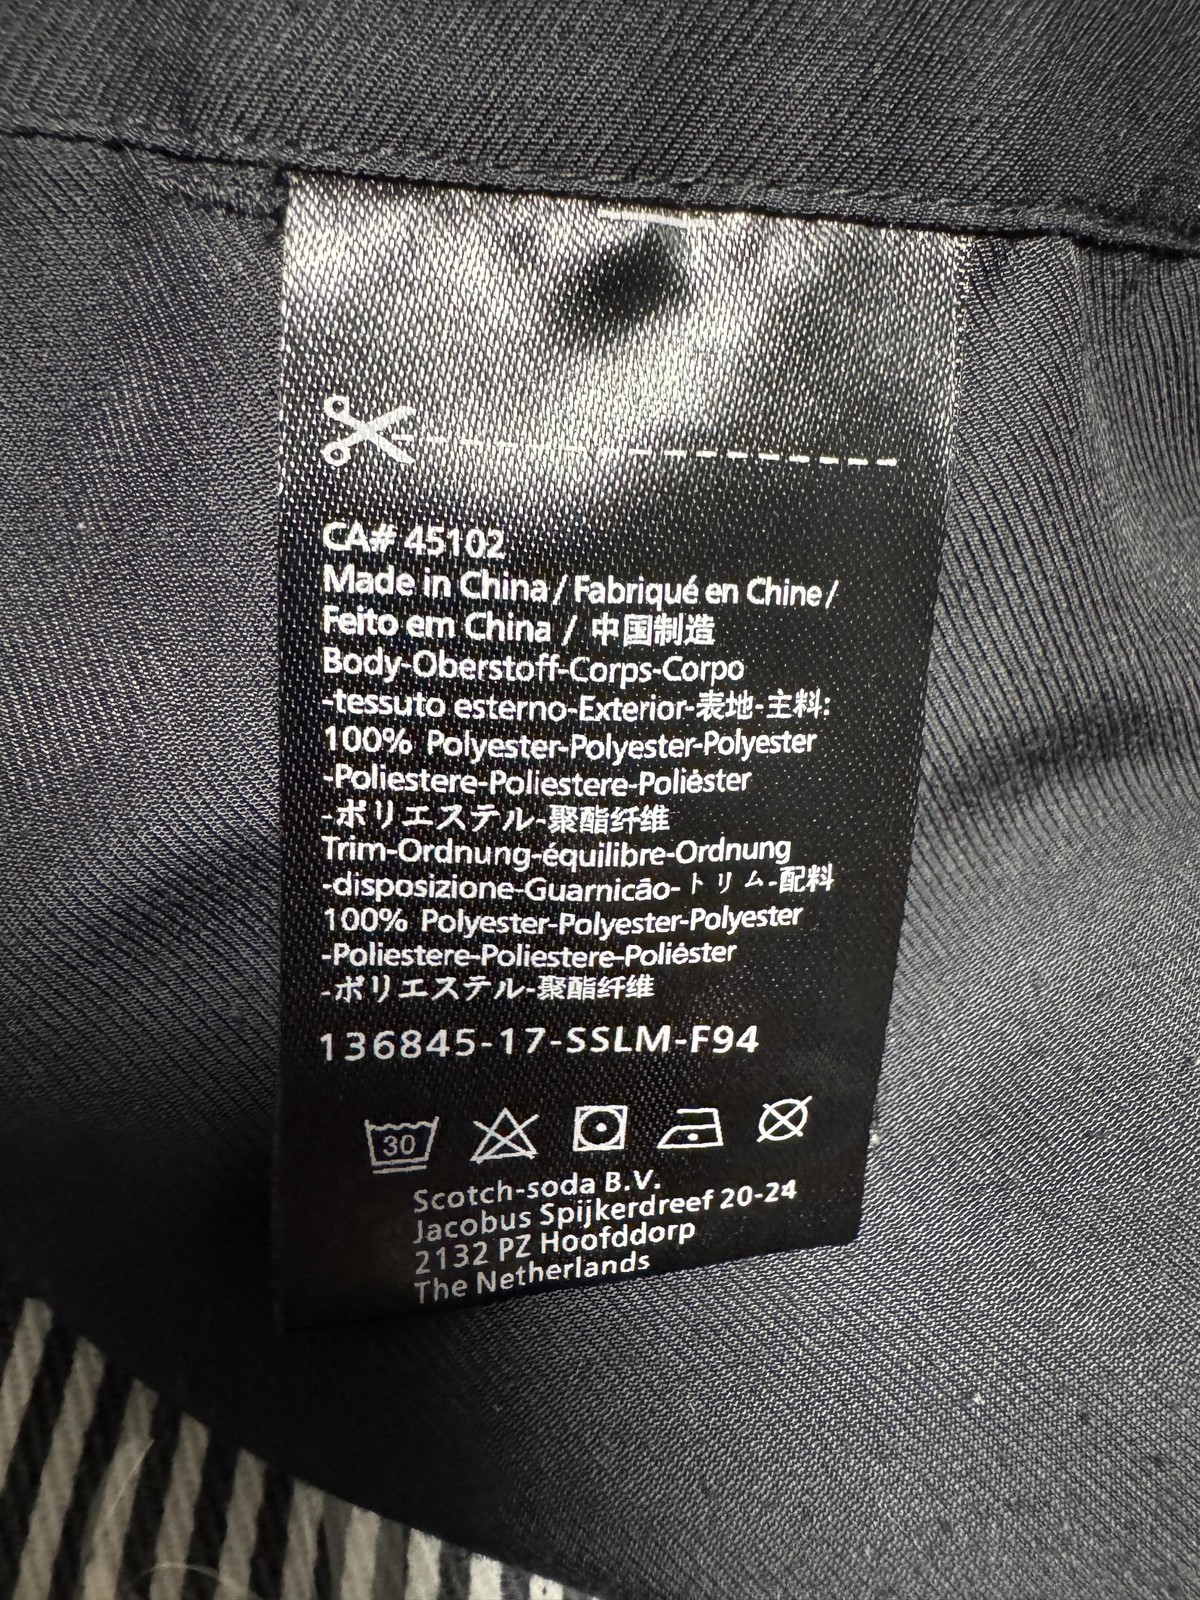 CA# 45102
Made in China / Fabriqué en Chine /
Feito em China / 中国制造
Body-Oberstoff-Corps-Corpo
-tessuto esterno-Exterior-表地-主料:
100% Polyester-Polyester-Polyester
-Poliestere-Poliestere-Poliéster
-ポリエステル-聚酯纤维
Trim-Ordnung-équilibre-Ordnung
-disposizione-Guarnicão-トリム-配料
100% Polyester-Polyester-Polyester
-Poliestere-Poliestere-Poliéster
-ポリエステル-聚酯纤维
136845-17-SSLM-F94
30
Scotch-soda B.V.
Jacobus Spijkerdreef 20-24
2132 PZ Hoofddorp
The Netherlands